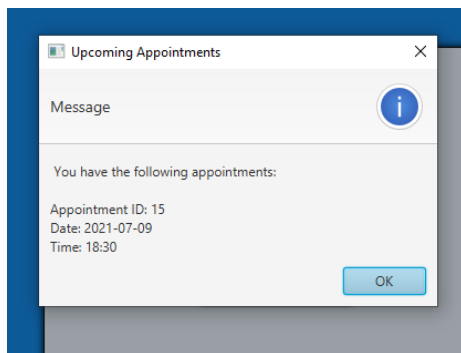 Upcoming Appointments
Message
You have the following appointments:
Appointment ID: 15
Date: 2021-07-09
Time: 18:30
OK